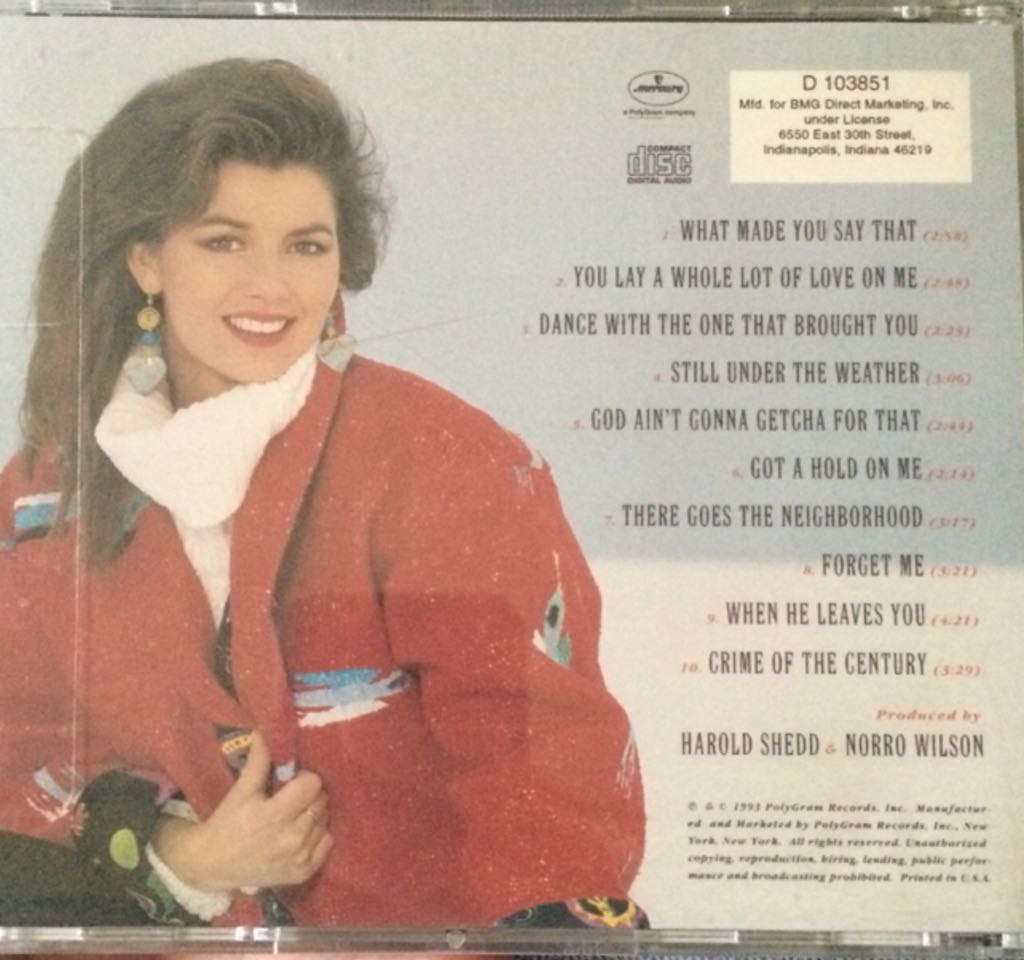 mercury
a PolyGram company
COMPACT
disc
DIGITAL AUDIO
D 103851
Mfd. for BMG Direct Marketing, Inc.
under License
6550 East 30th Street,
Indianapolis, Indiana 46219
1. WHAT MADE YOU SAY THAT (2:58)
2. YOU LAY A WHOLE LOT OF LOVE ON ME (2:48)
3. DANCE WITH THE ONE THAT BROUGHT YOU (2:23)
4. STILL UNDER THE WEATHER (3:06)
5. GOD AIN'T GONNA GETCHA FOR THAT (2:44)
6. GOT A HOLD ON ME (2:14)
7. THERE GOES THE NEIGHBORHOOD (3:17)
8. FORGET ME (3:21)
9. WHEN HE LEAVES YOU (4:21)
10. CRIME OF THE CENTURY (3:29)
Produced by
HAROLD SHEDD & NORRO WILSON
℗ & © 1993 PolyGram Records, Inc. Manufactur-
ed and Marketed by PolyGram Records, Inc., New
York, New York. All rights reserved. Unauthorized
copying, reproduction, hiring, lending, public perfor-
mance and broadcasting prohibited. Printed in U.S.A.